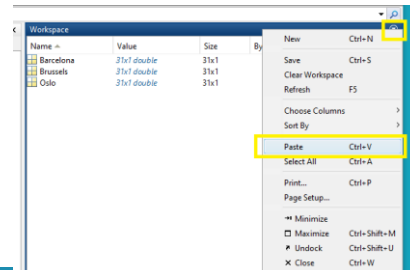 Workspace
Name Value Size By
Barcelona 31x1 double 31x1
Brussels 31x1 double 31x1
Oslo 31x1 double 31x1
New Ctrl+N
Save Ctrl+S
Clear Workspace
Refresh F5
Choose Columns
Sort By
Paste Ctrl+V
Select All Ctrl+A
Print... Ctrl+P
Page Setup...
Minimize
Maximize Ctrl+Shift+M
Undock Ctrl+Shift+U
Close Ctrl+W